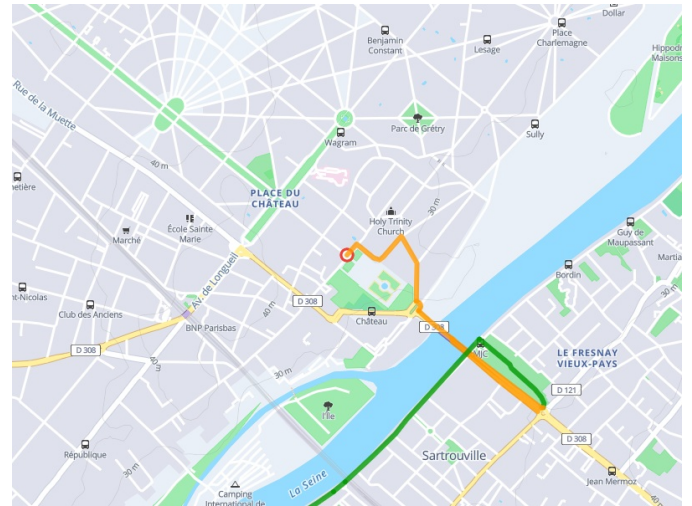 Dollar
Benjamin
Constant
Lesage
Place
Charlemagne
Hippodr
Maisons
Rue de la Muette
Parc de Grétry
Sully
Wagram
40 m
metière
PLACE DU
CHÂTEAU
30 m
Holy Trinity
Church
École Sainte
Marie
Marché
Guy de
Maupassant
Martia
Bordin
30 m
nt-Nicolas
Av. de Longueil
D 308
Club des Anciens
BNP Parisbas
Château
D 308
D 308
40 m
MJC
LE FRESNAY
VIEUX-PAYS
30 m
D 121
l'Île
D 308
République
30 m
Sartrouville
La Seine
Jean Mermoz
Camping
International de